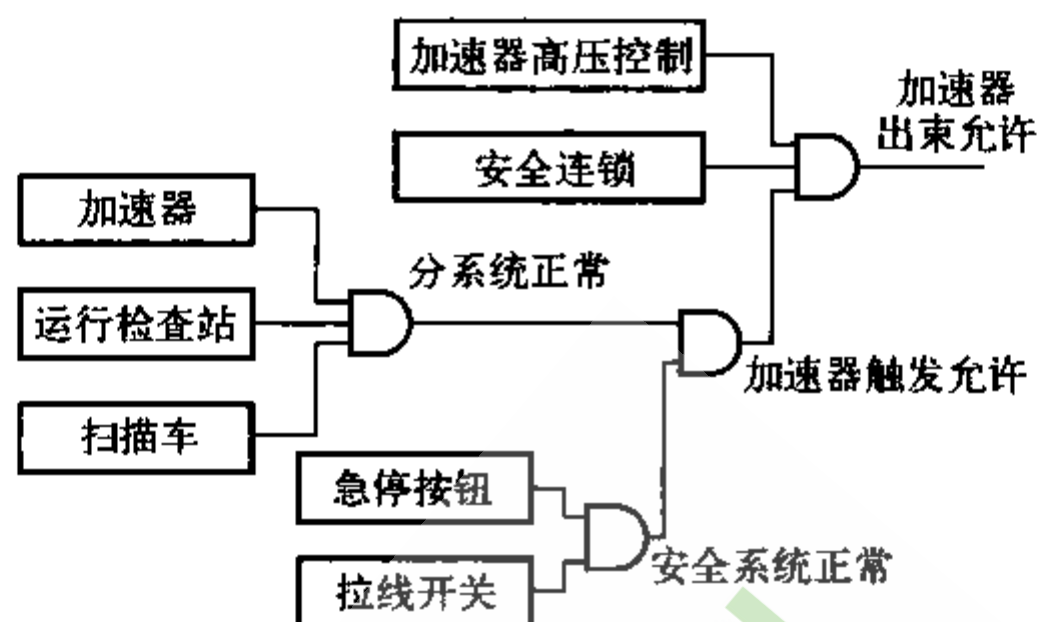 加速器高压控制
加速器
出束允许
安全连锁
加速器
分系统正常
运行检查站
加速器触发允许
扫描车
急停按钮
安全系统正常
拉线开关